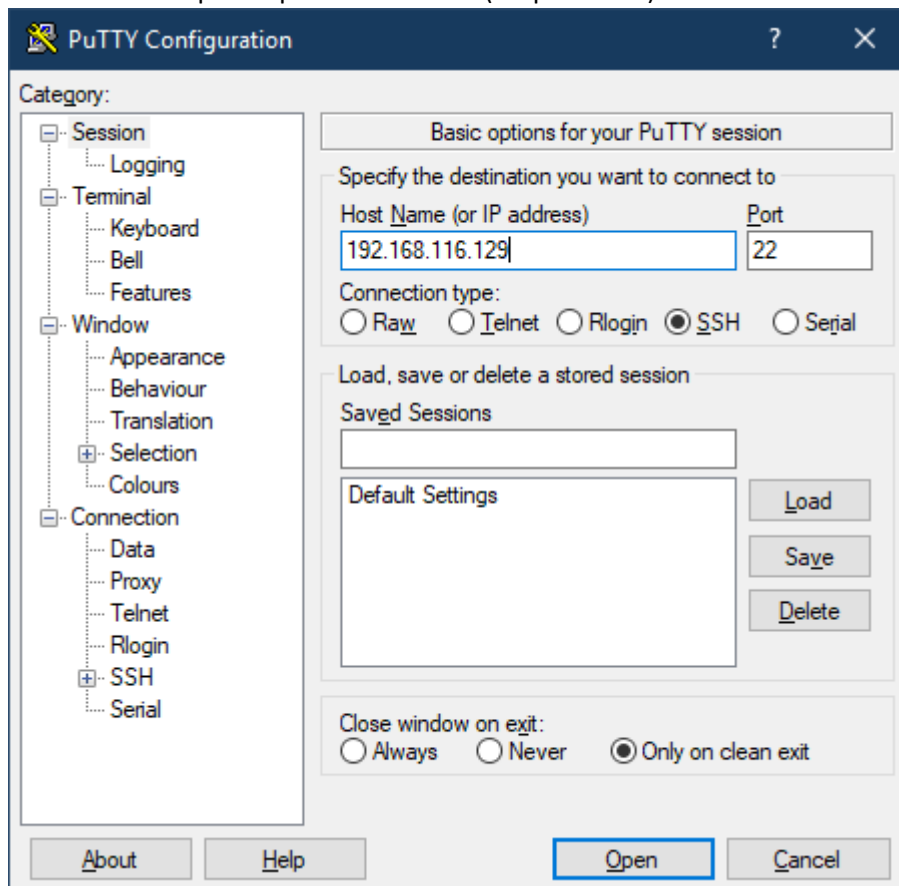 PuTTY Configuration ? ×
Category:
Session
Logging
Terminal
Keyboard
Bell
Features
Window
Appearance
Behaviour
Translation
Selection
Colours
Connection
Data
Proxy
Telnet
Rlogin
SSH
Serial
Basic options for your PuTTY session
Specify the destination you want to connect to
Host Name (or IP address) Port
192.168.116.129 22
Connection type:
Raw Telnet Rlogin SSH Serial
Load, save or delete a stored session
Saved Sessions
Default Settings
Load
Save
Delete
Close window on exit:
Always Never Only on clean exit
About Help Open Cancel